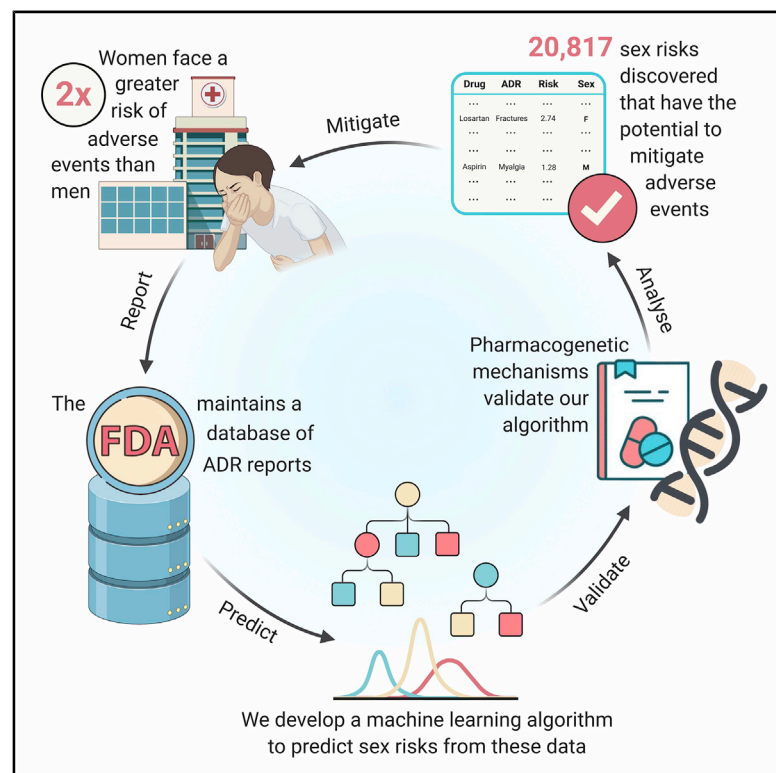 2x
Women face a
greater
risk of
adverse
events than
men
Mitigate
20,817 sex risks
discovered
that have the
potential to
mitigate
adverse
events
Drug ADR Risk Sex
... ... ... ...
Losartan Fractures 2.74 F
... ... ... ...
... ... ... ...
Aspirin Myalgia 1.28 M
... ... ... ...
... ... ... ...
Report
The FDA maintains a
database of
ADR reports
Predict
We develop a machine learning algorithm
to predict sex risks from these data
Validate
Pharmacogenetic
mechanisms
validate our
algorithm
Analyse